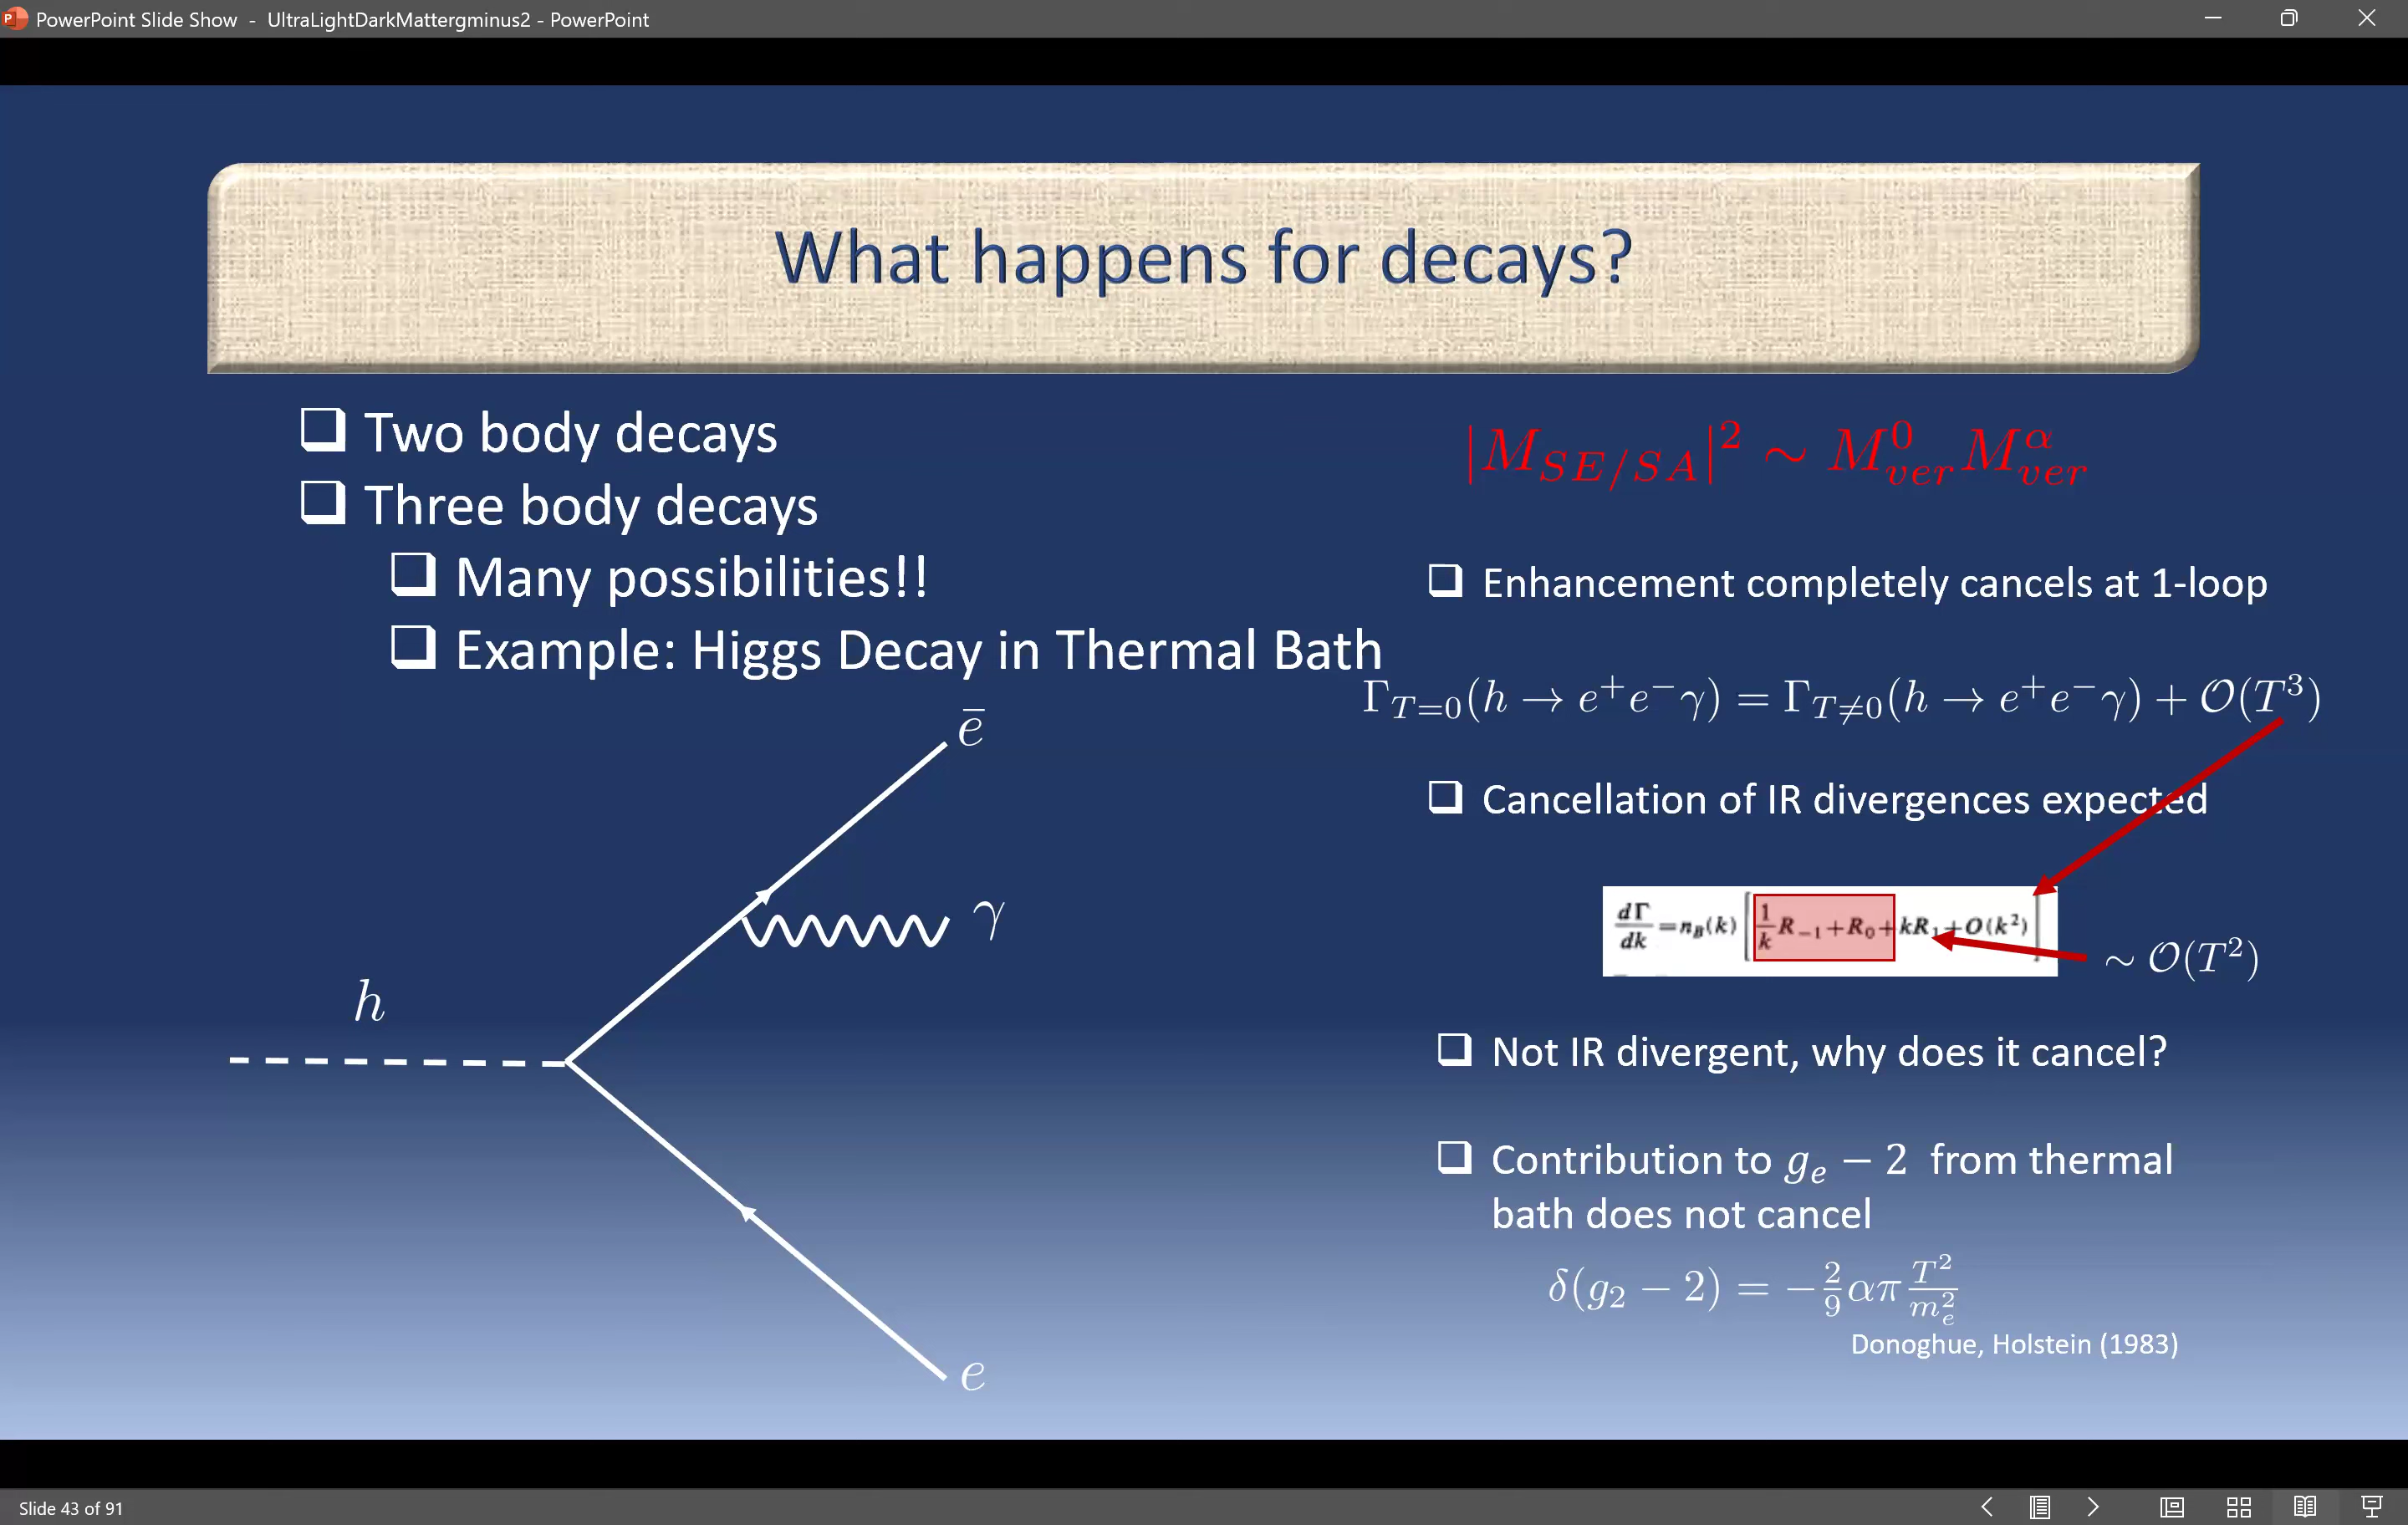 PowerPoint Slide Show - UltraLightDarkMattergminus2 - PowerPoint
What happens for decays?
❑ Two body decays
❑ Three body decays
❑ Many possibilities!!
❑ Example: Higgs Decay in Thermal Bath
ē
γ
h
e
|M_{SE/SA}|^2 ∼ M^0_{ver} M^α_{ver}
❑ Enhancement completely cancels at 1-loop
Γ_{T=0}(h → e^+e^-γ) = Γ_{T≠0}(h → e^+e^-γ) + 𝒪(T^3)
❑ Cancellation of IR divergences expected
dΓ/dk = n_B(k) [ 1/k R_{-1} + R_0 + kR_1 + O(k^2) ]
∼ 𝒪(T^2)
❑ Not IR divergent, why does it cancel?
❑ Contribution to g_e − 2 from thermal
bath does not cancel
δ(g_2 − 2) = −2/9 απ T^2/m_e^2
Donoghue, Holstein (1983)
Slide 43 of 91